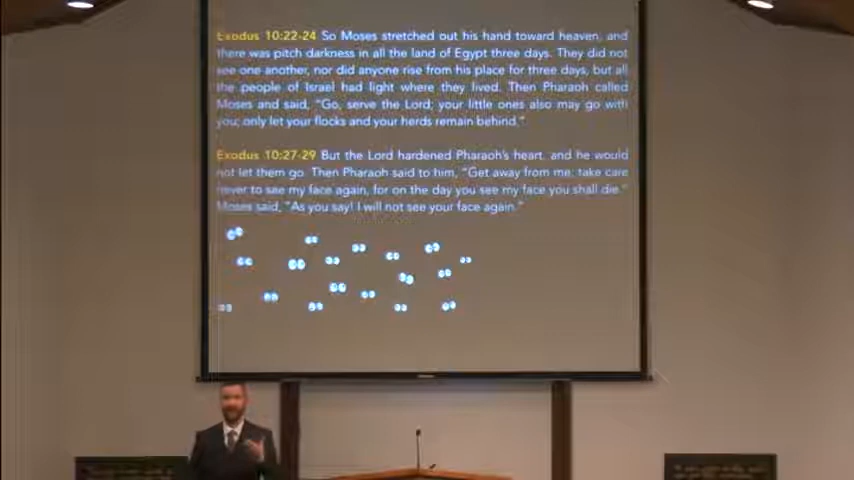 Exodus 10:22-24 So Moses stretched out his hand toward heaven, and
there was pitch darkness in all the land of Egypt three days. They did not
see one another, nor did anyone rise from his place for three days, but all
the people of Israel had light where they lived. Then Pharaoh called
Moses and said, "Go, serve the Lord; your little ones also may go with
you; only let your flocks and your herds remain behind."
Exodus 10:27-29 But the Lord hardened Pharaoh's heart, and he would
not let them go. Then Pharaoh said to him, "Get away from me; take care
never to see my face again, for on the day you see my face you shall die."
Moses said, "As you say! I will not see your face again."